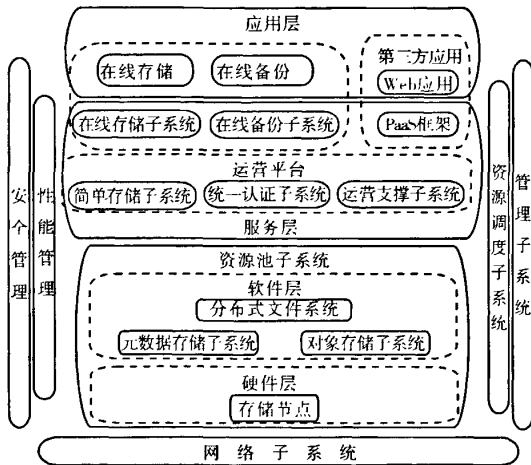 应用层
在线存储
在线备份
第三方应用
Web应用
在线存储子系统
在线备份子系统
PaaS框架
运营平台
简单存储子系统
统一认证子系统
运营支撑子系统
服务层
资源池子系统
软件层
分布式文件系统
元数据存储子系统
对象存储子系统
硬件层
存储节点
安全管理
性能管理
资源调度子系统
管理子系统
网络子系统